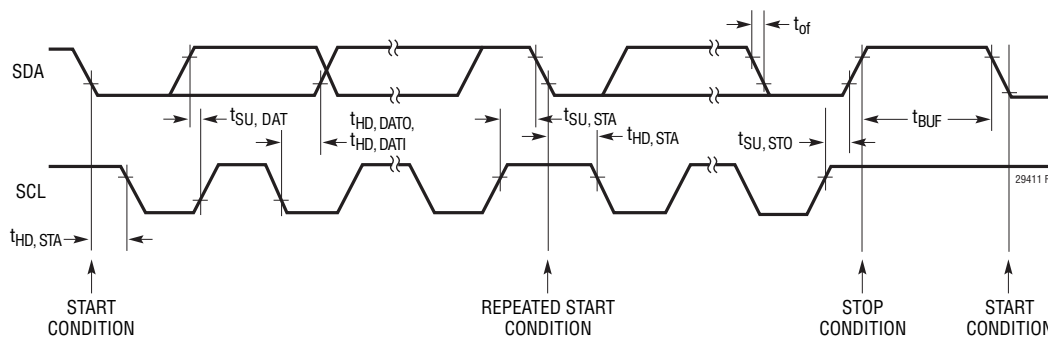 tof
SDA
tSU, DAT
tHD, DATO,
tHD, DATI
tSU, STA
tHD, STA
tSU, STO
tBUF
SCL
29411 F
tHD, STA
START
CONDITION
REPEATED START
CONDITION
STOP
CONDITION
START
CONDITION